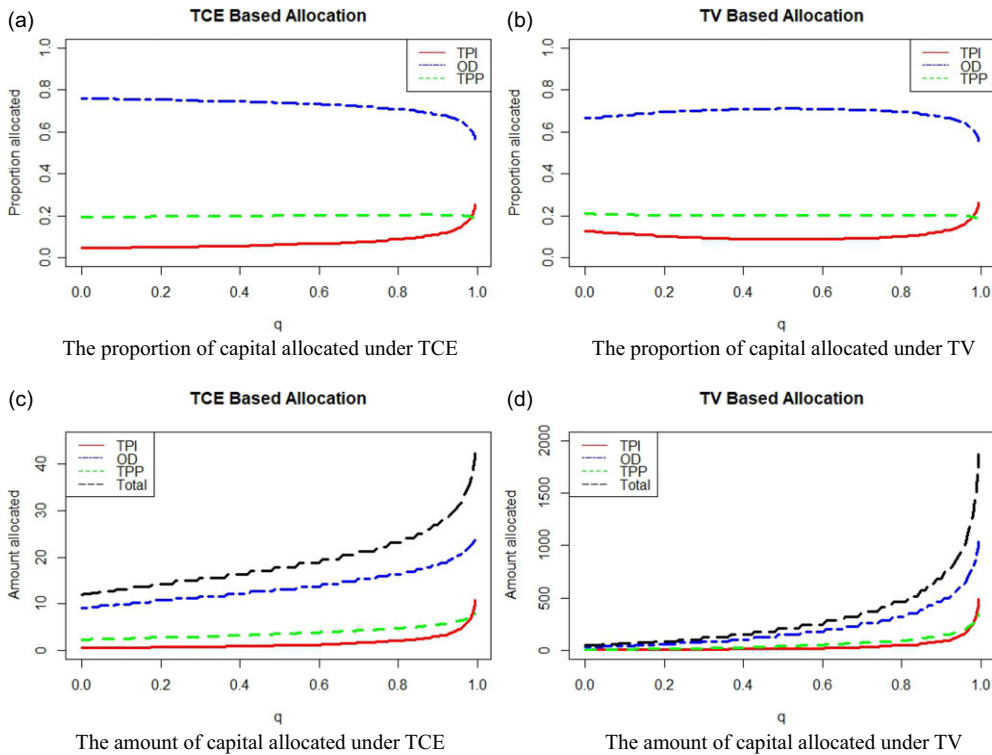 (a)
TCE Based Allocation
TPI
OD
TPP
Proportion allocated
0.0 0.2 0.4 0.6 0.8 1.0
0.0 0.2 0.4 0.6 0.8 1.0
q
The proportion of capital allocated under TCE
(b)
TV Based Allocation
TPI
OD
TPP
Proportion allocated
0.0 0.2 0.4 0.6 0.8 1.0
0.0 0.2 0.4 0.6 0.8 1.0
q
The proportion of capital allocated under TV
(c)
TCE Based Allocation
TPI
OD
TPP
Total
Amount allocated
0 10 20 30 40
0.0 0.2 0.4 0.6 0.8 1.0
q
The amount of capital allocated under TCE
(d)
TV Based Allocation
TPI
OD
TPP
Total
Amount allocated
0 500 1000 1500 2000
0.0 0.2 0.4 0.6 0.8 1.0
q
The amount of capital allocated under TV